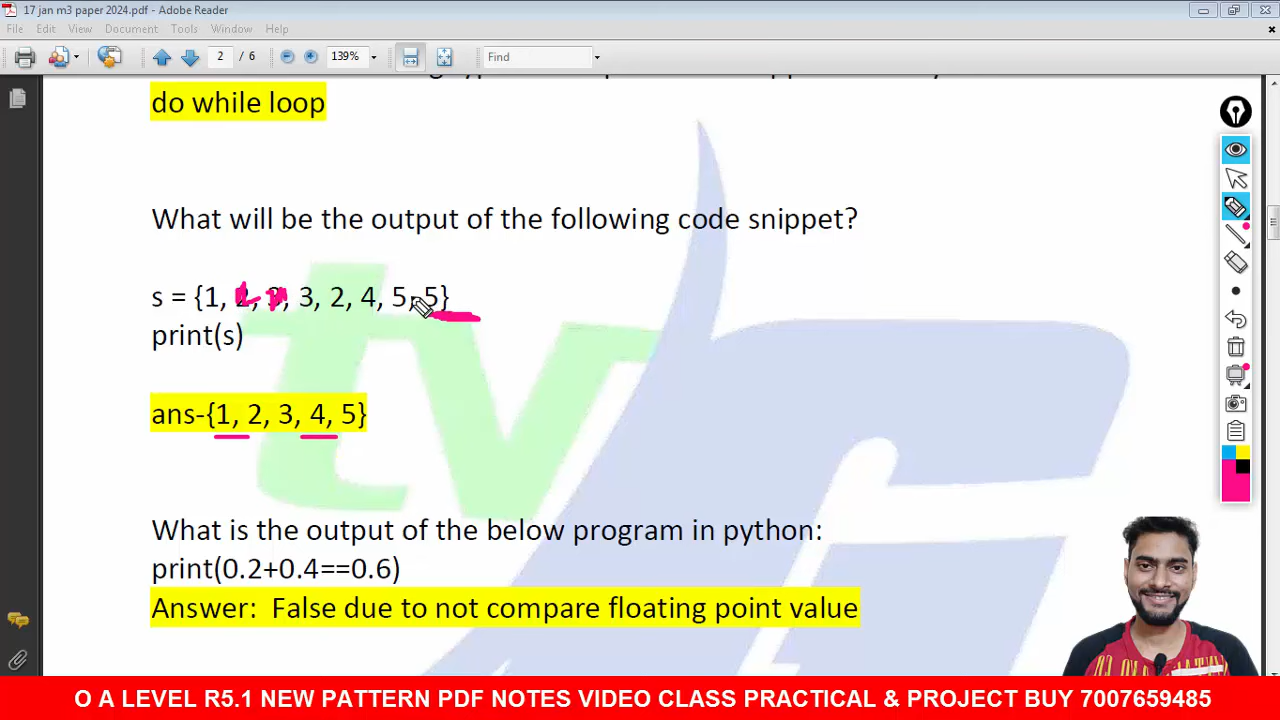 17 jan m3 paper 2024.pdf - Adobe Reader
File Edit View Document Tools Window Help
2 / 6 139% Find
do while loop
What will be the output of the following code snippet?
s = {1, 2, 3, 3, 2, 4, 5, 5}
print(s)
ans-{1, 2, 3, 4, 5}
What is the output of the below program in python:
print(0.2+0.4==0.6)
Answer: False due to not compare floating point value
O A LEVEL R5.1 NEW PATTERN PDF NOTES VIDEO CLASS PRACTICAL & PROJECT BUY 7007659485